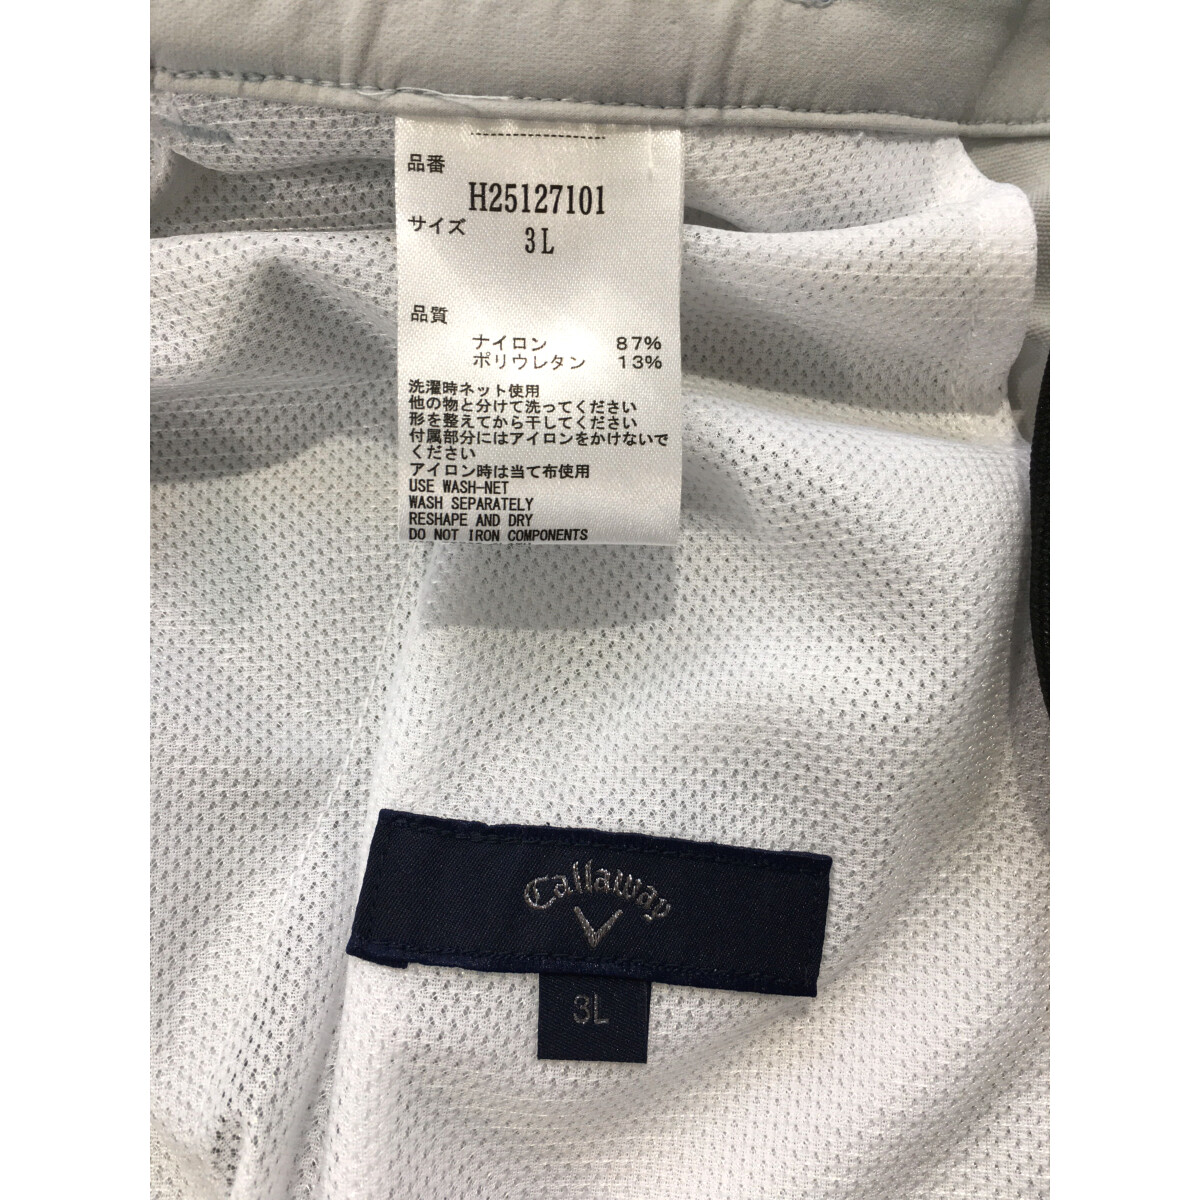 品番
H25127101
サイズ
3L
品質
ナイロン 87%
ポリウレタン 13%
洗濯時ネット使用
他の物と分けて洗ってください
形を整えてから干してください
付属部分にはアイロンをかけないで
ください
アイロン時は当て布使用
USE WASH-NET
WASH SEPARATELY
RESHAPE AND DRY
DO NOT IRON COMPONENTS
Callaway
3L